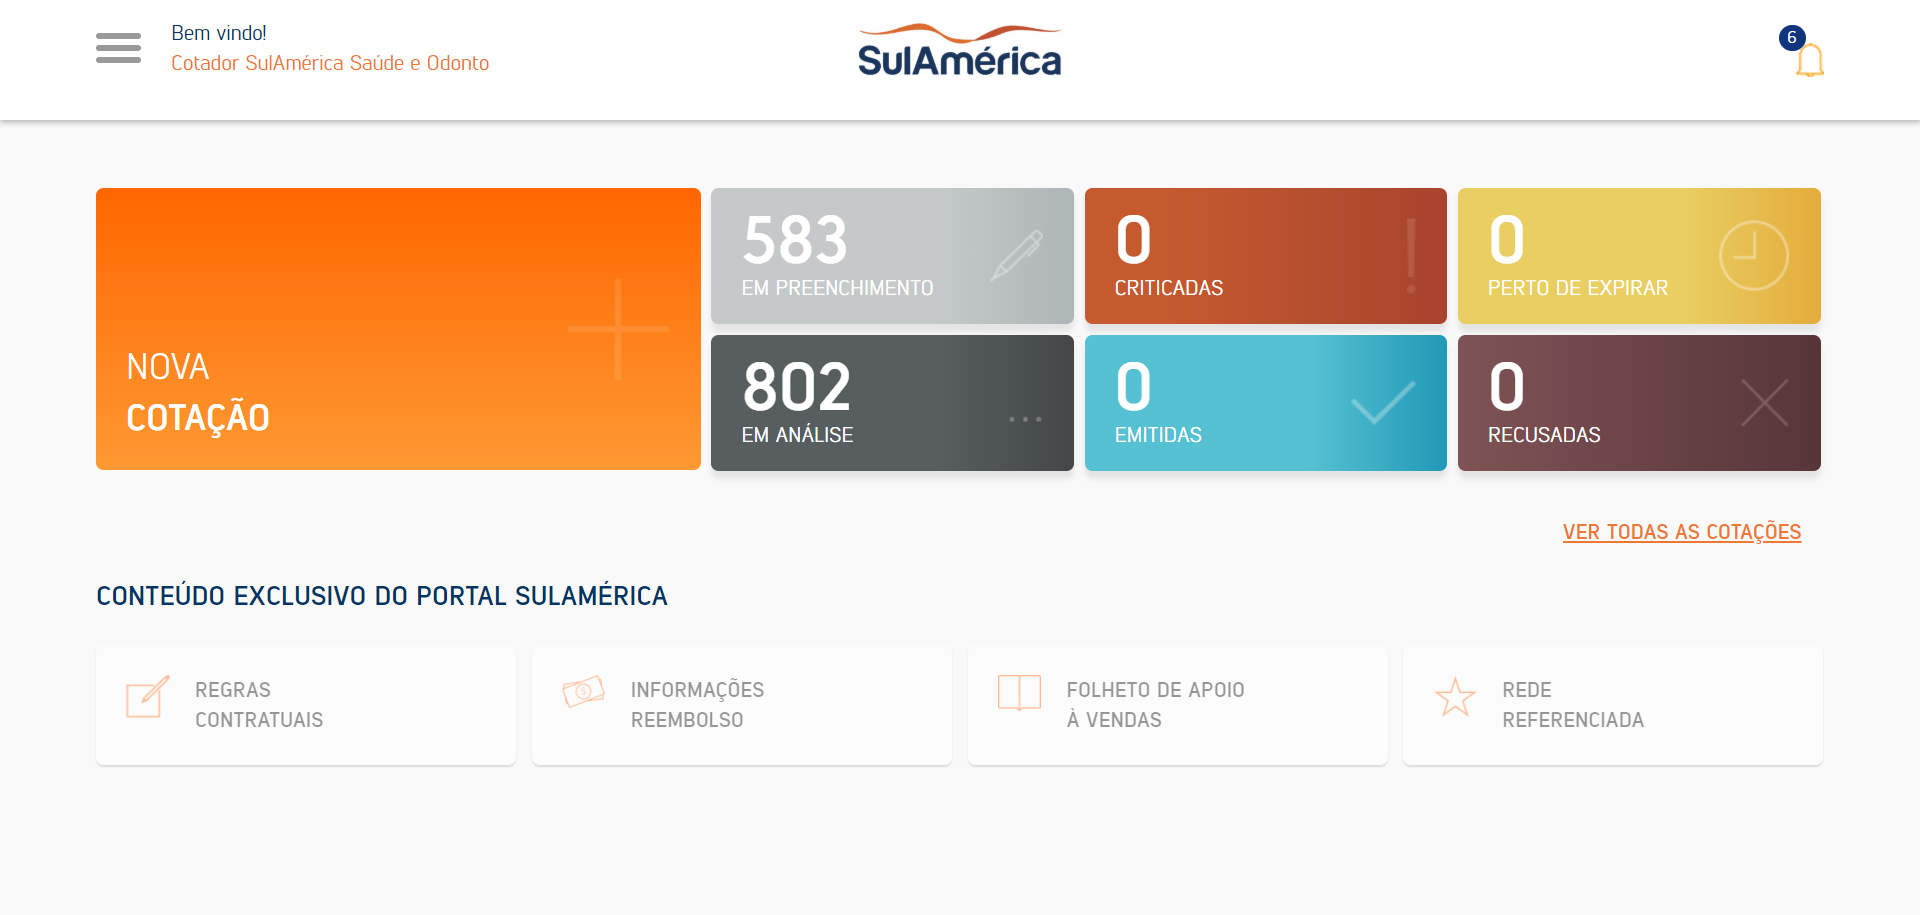 Bem vindo!
Cotador SulAmérica Saúde e Odonto
SulAmérica
6
NOVA
COTAÇÃO
583
EM PREENCHIMENTO
0
CRITICADAS
0
PERTO DE EXPIRAR
802
EM ANÁLISE
0
EMITIDAS
0
RECUSADAS
VER TODAS AS COTAÇÕES
CONTEÚDO EXCLUSIVO DO PORTAL SULAMÉRICA
REGRAS
CONTRATUAIS
INFORMAÇÕES
REEMBOLSO
FOLHETO DE APOIO
À VENDAS
REDE
REFERENCIADA